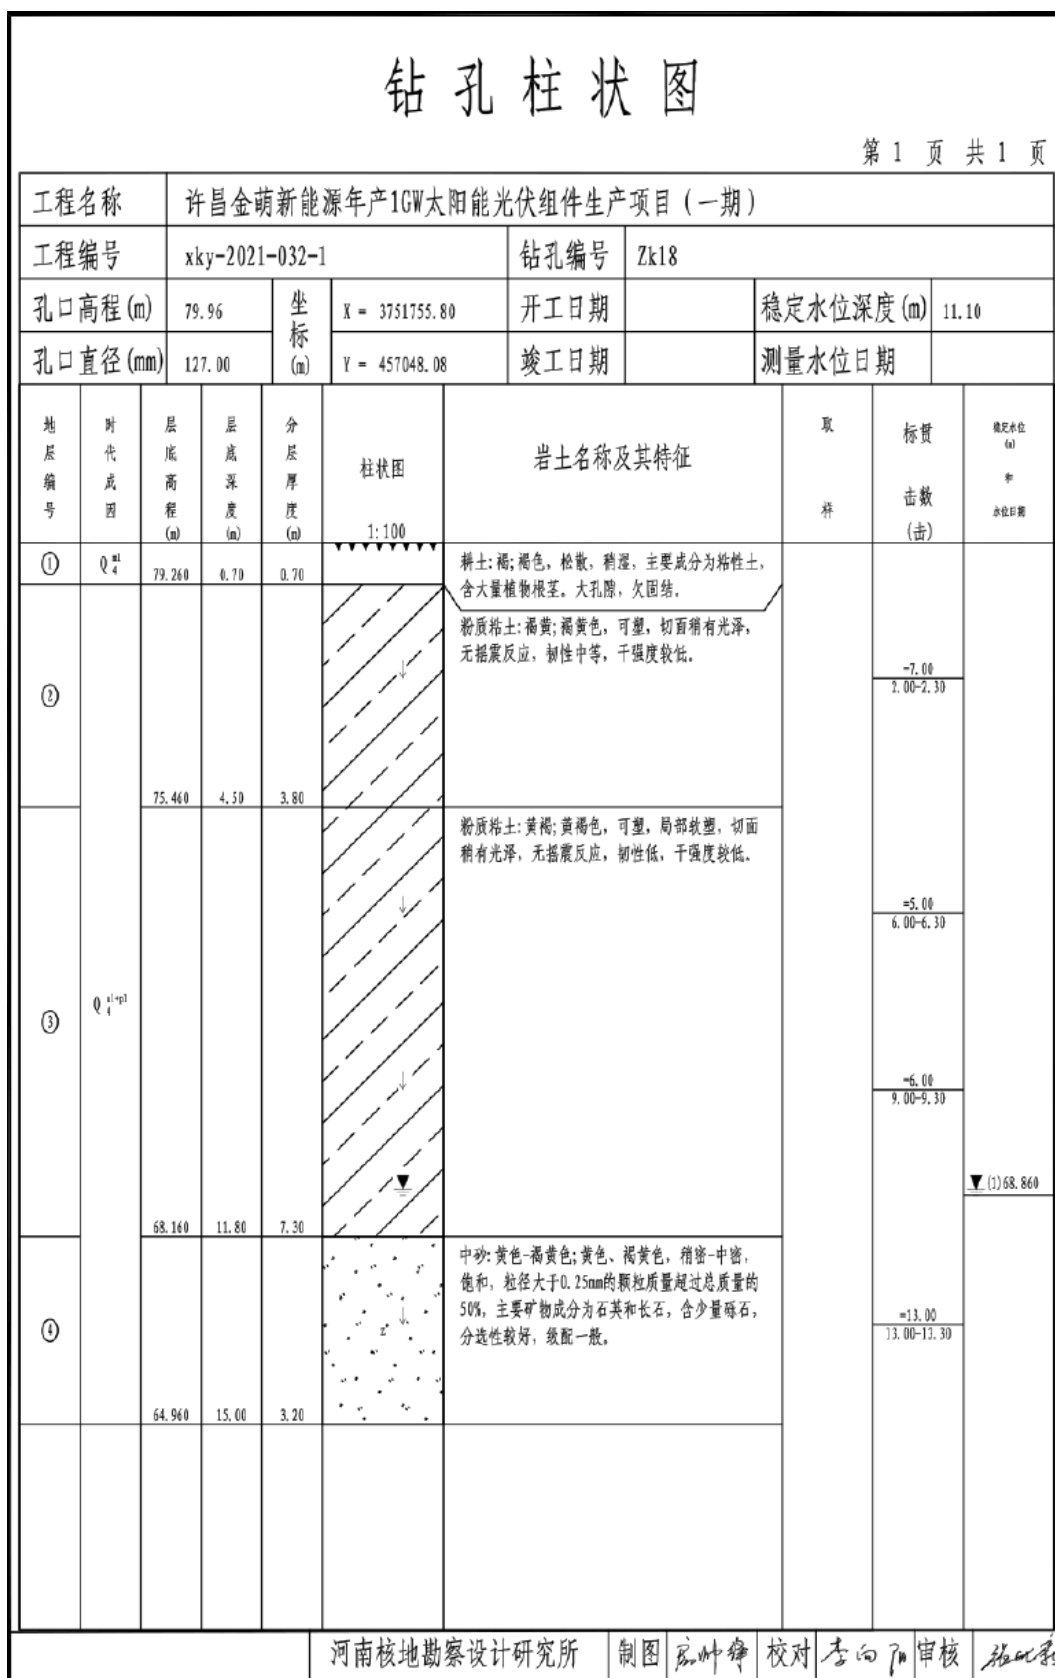 钻孔柱状图
第 1 页 共 1 页
工程名称 许昌金萌新能源年产1GW太阳能光伏组件生产项目（一期）
工程编号 xky-2021-032-1 钻孔编号 Zk18
孔口高程(m) 79.96 坐标(m) X = 3751755.80 开工日期 稳定水位深度(m) 11.10
孔口直径(mm) 127.00 Y = 457048.08 竣工日期 测量水位日期
地层编号 时代成因 层底高程(m) 层底深度(m) 分层厚度(m) 柱状图 1:100 岩土名称及其特征 取样 标贯击数(击) 稳定水位(m)和水位日期
① Q4ml 79.260 0.70 0.70 耕土:褐;褐色，松散，稍湿，主要成分为粘性土，
含大量植物根茎。大孔隙，欠固结。
粉质粘土:褐黄;褐黄色，可塑，切面稍有光泽，
无摇震反应，韧性中等，干强度较低。
=7.00
2.00-2.30
②
75.460 4.50 3.80
粉质粘土:黄褐;黄褐色，可塑，局部软塑，切面
稍有光泽，无摇震反应，韧性低，干强度较低。
=5.00
6.00-6.30
Q4al+pl
③
=6.00
9.00-9.30
(1)68.860
68.160 11.80 7.30
中砂:黄色-褐黄色;黄色、褐黄色，稍密-中密，
饱和，粒径大于0.25mm的颗粒质量超过总质量的
50%，主要矿物成分为石英和长石，含少量砾石，
分选性较好，级配一般。
z
④
=13.00
13.00-13.30
64.960 15.00 3.20
河南核地勘察设计研究所 制图 校对 李向阳 审核